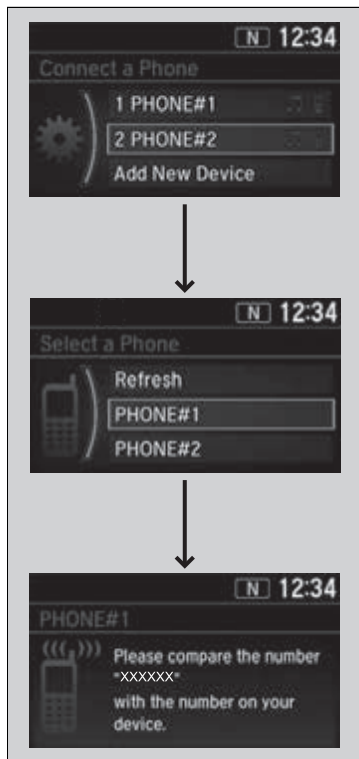 N 12:34
Connect a Phone
1 PHONE#1
2 PHONE#2
Add New Device
N 12:34
Select a Phone
Refresh
PHONE#1
PHONE#2
N 12:34
PHONE#1
Please compare the number
"XXXXXX"
with the number on your
device.